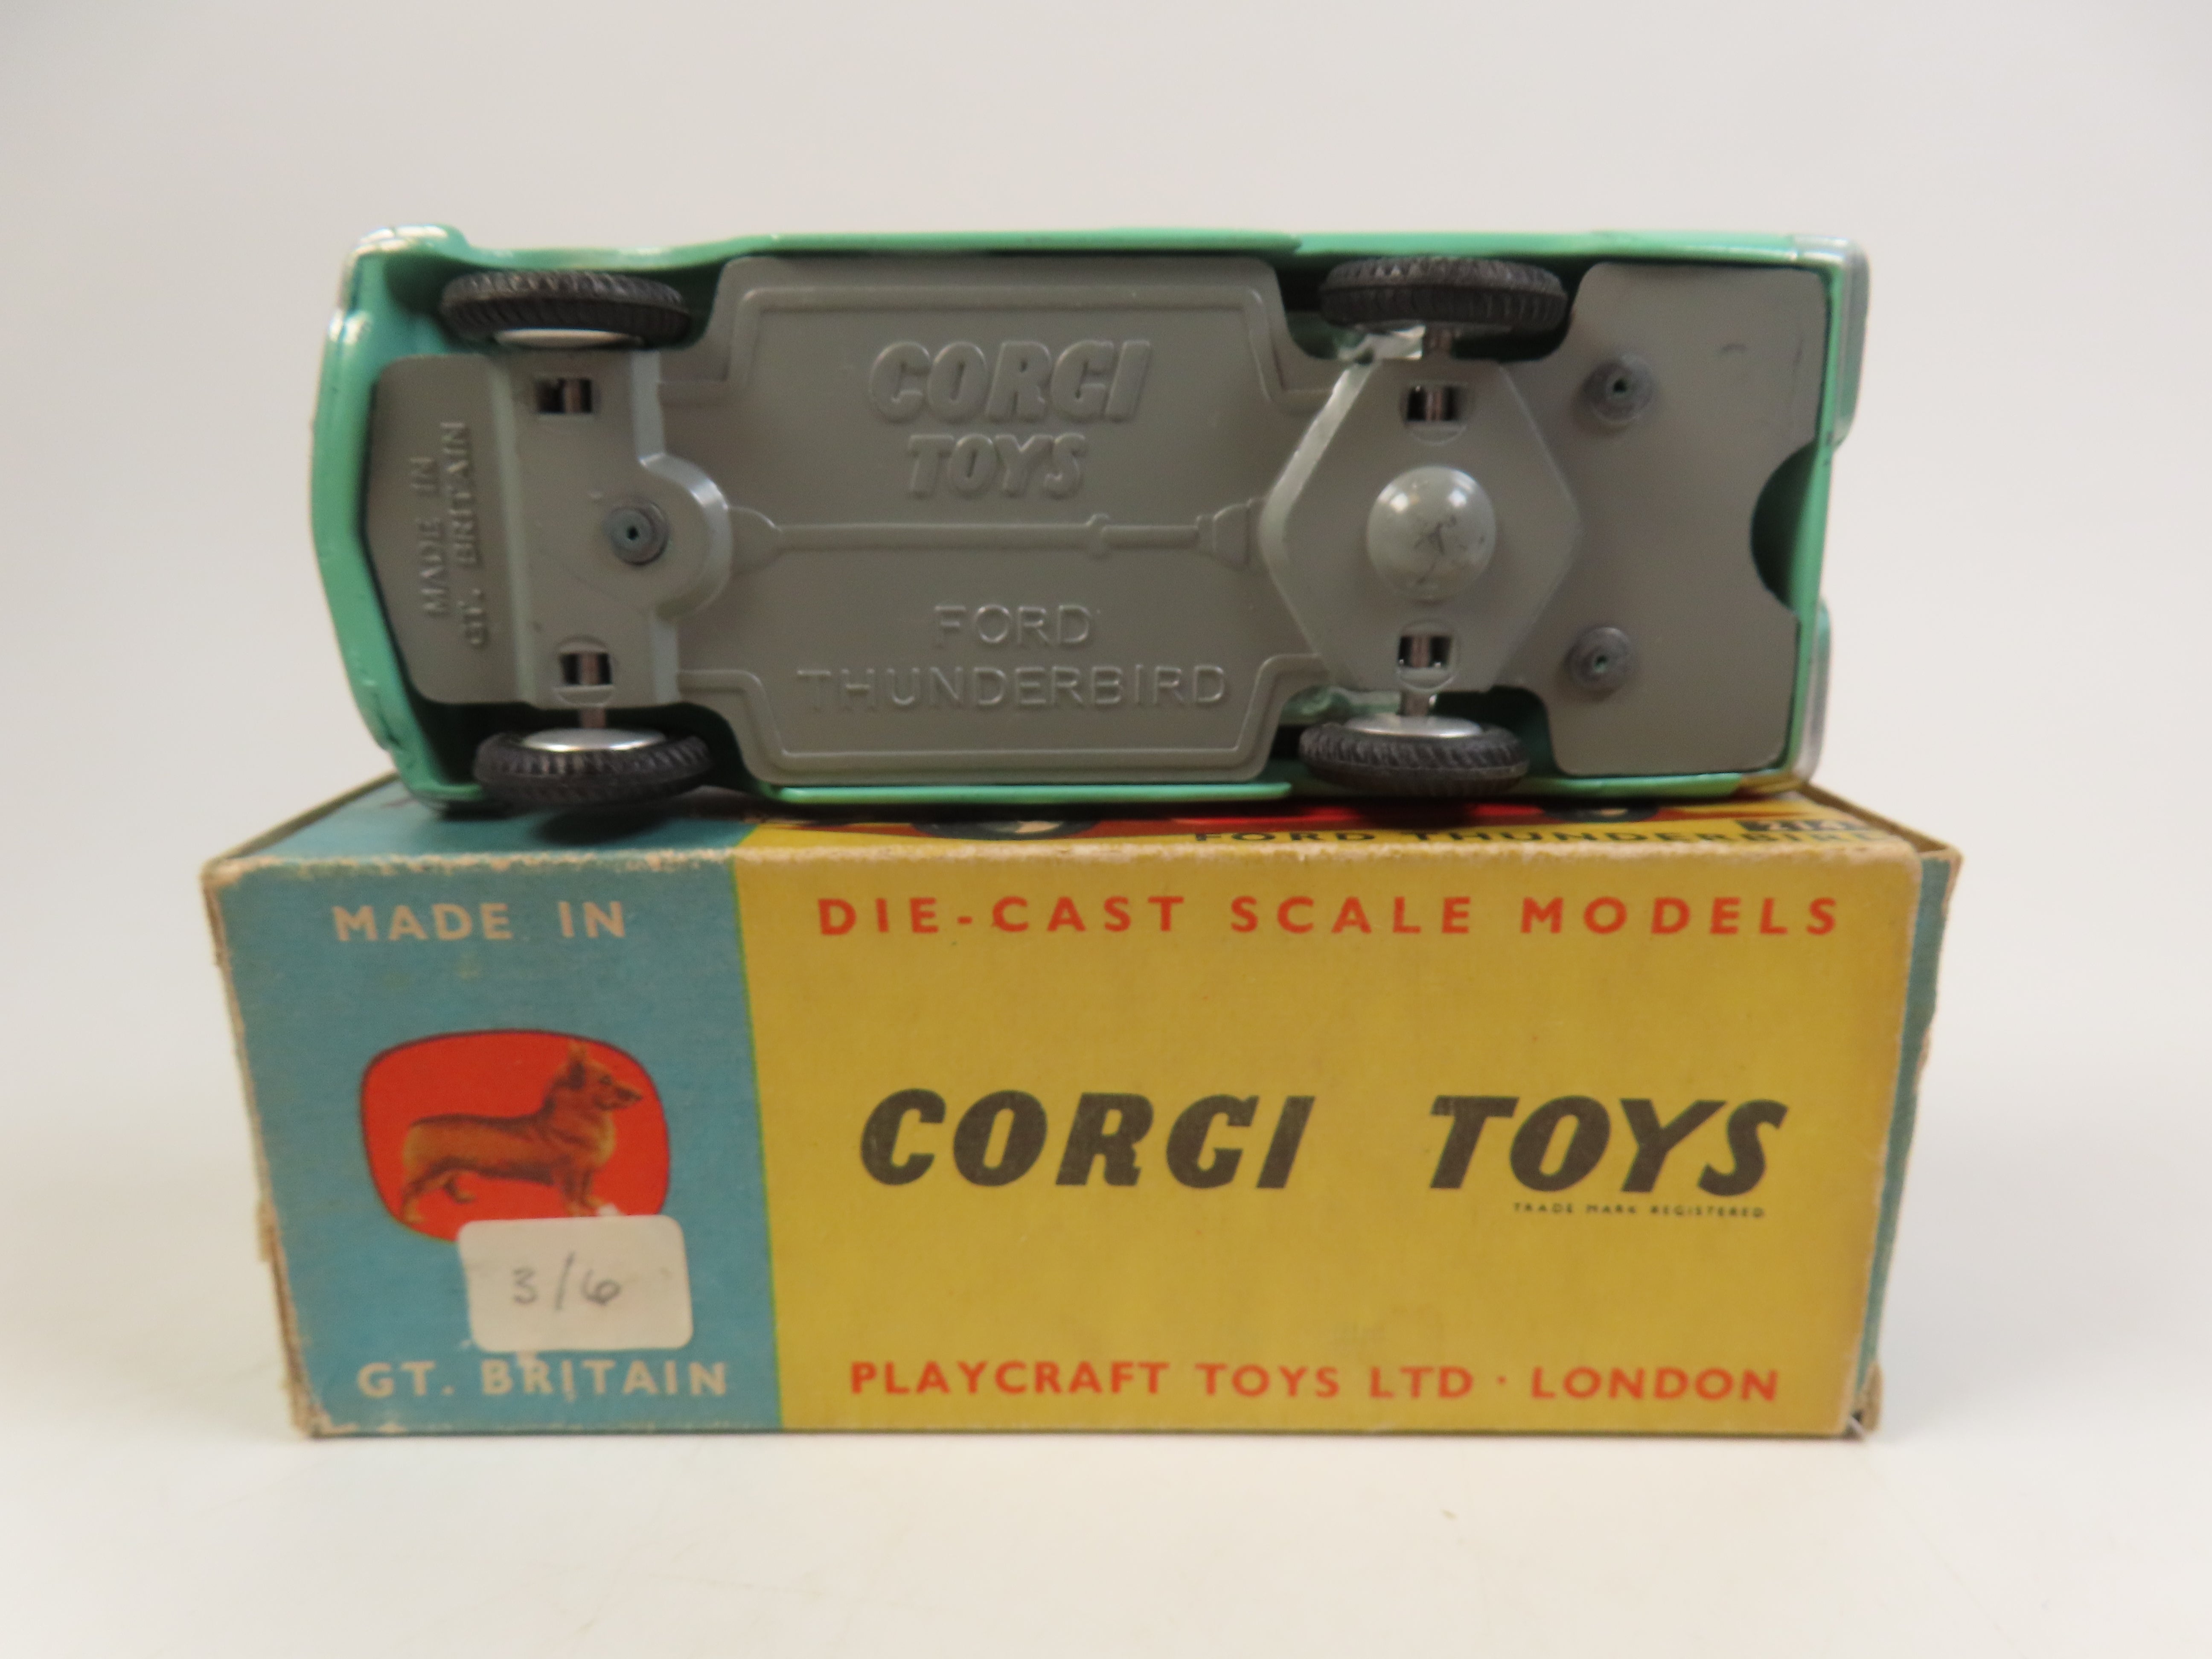 CORGI
TOYS
MADE IN
GT. BRITAIN
FORD
THUNDERBIRD
FORD THUNDERBIRD
MADE IN
DIE-CAST SCALE MODELS
CORGI TOYS
TRADE MARK REGISTERED
3/6
GT. BRITAIN
PLAYCRAFT TOYS LTD · LONDON